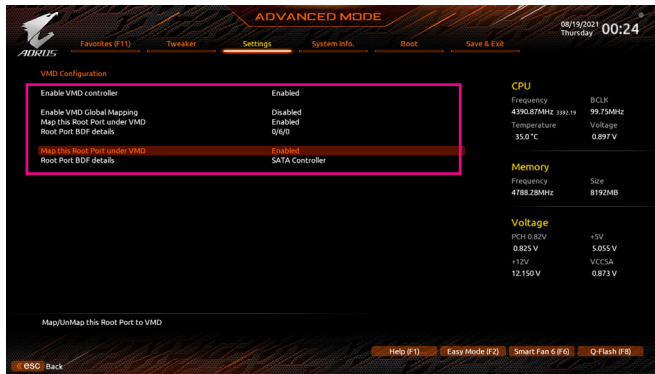 ADVANCED MODE
08/19/2021 Thursday 00:24
AORUS
Favorites (F11) Tweaker Settings System Info. Boot Save & Exit
VMD Configuration
Enable VMD controller Enabled
Enable VMD Global Mapping Disabled
Map this Root Port under VMD Enabled
Root Port BDF details 0/6/0
Map this Root Port under VMD Enabled
Root Port BDF details SATA Controller
CPU
Frequency BCLK
4390.87MHz 3392.19 99.75MHz
Temperature Voltage
35.0 °C 0.897 V
Memory
Frequency Size
4788.28MHz 8192MB
Voltage
PCH 0.82V +5V
0.825 V 5.055 V
+12V VCCSA
12.150 V 0.873 V
Map/UnMap this Root Port to VMD
Help (F1) Easy Mode (F2) Smart Fan 6 (F6) Q-Flash (F8)
esc Back